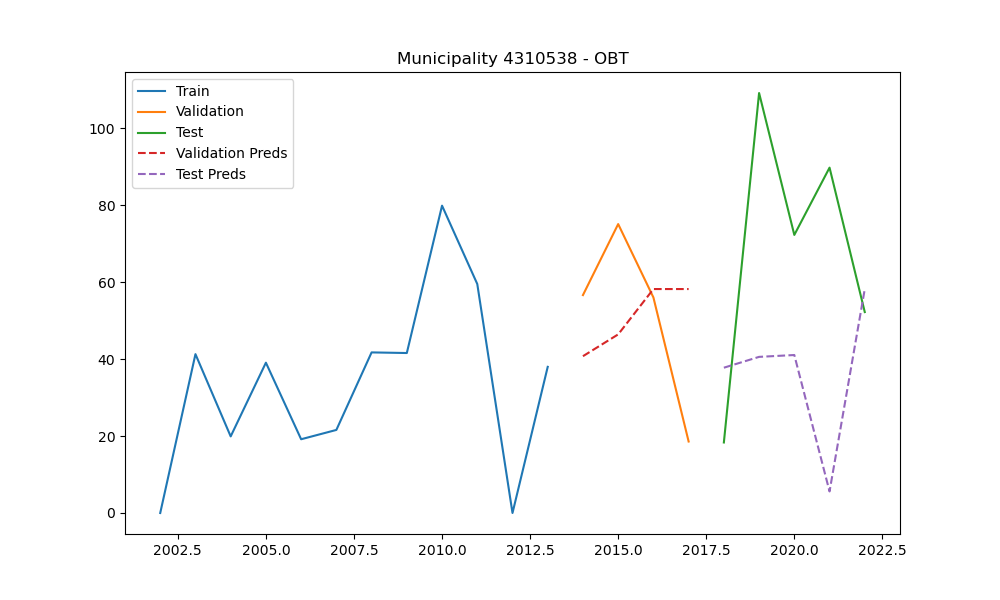 Municipality 4310538 - OBT
Train
Validation
Test
Validation Preds
Test Preds
100
80
60
40
20
0
2002.5 2005.0 2007.5 2010.0 2012.5 2015.0 2017.5 2020.0 2022.5